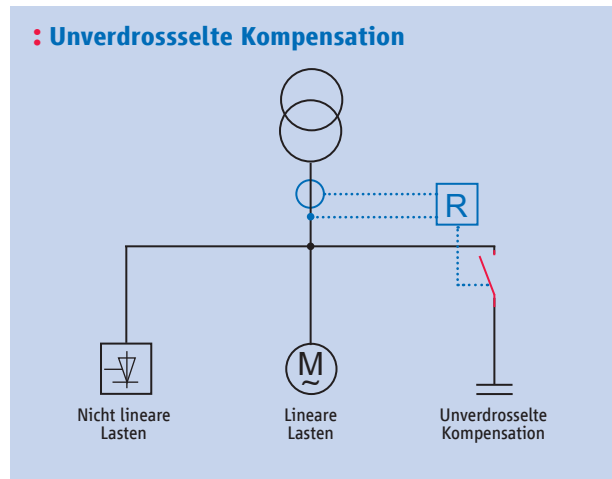 : Unverdrossselte Kompensation
R
M
~
Nicht lineare
Lasten
Lineare
Lasten
Unverdrosselte
Kompensation